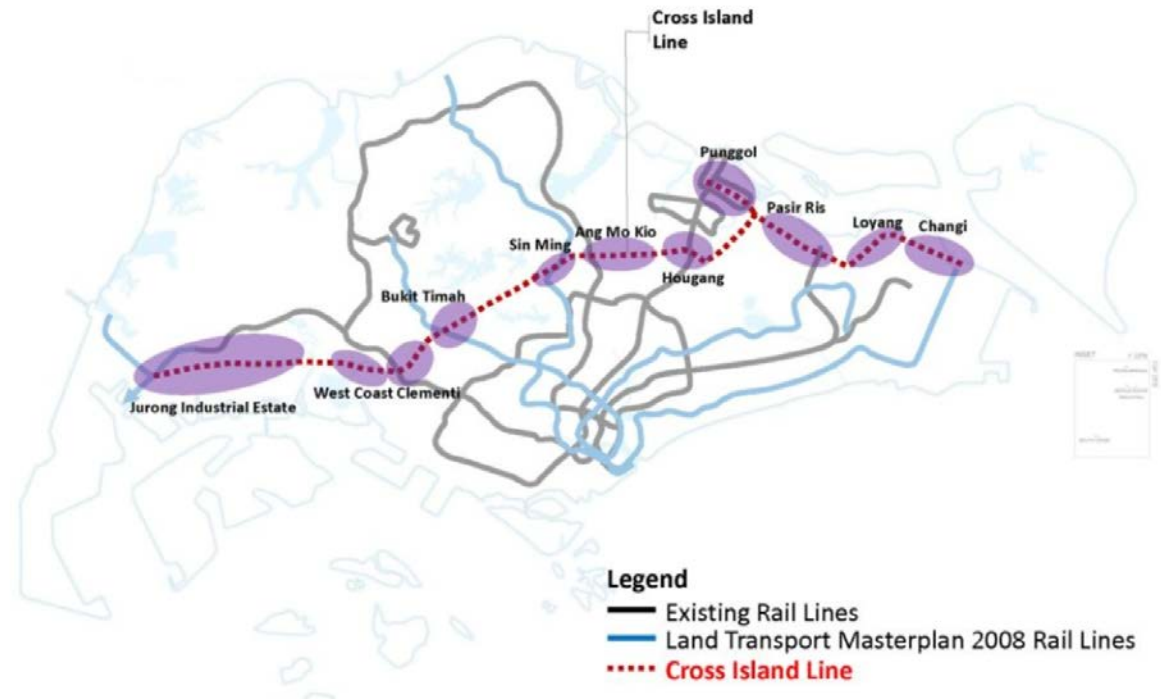 Cross Island
Line
Punggol
Pasir Ris
Loyang
Changi
Ang Mo Kio
Sin Ming
Hougang
Bukit Timah
West Coast
Clementi
Jurong Industrial Estate
Legend
Existing Rail Lines
Land Transport Masterplan 2008 Rail Lines
Cross Island Line